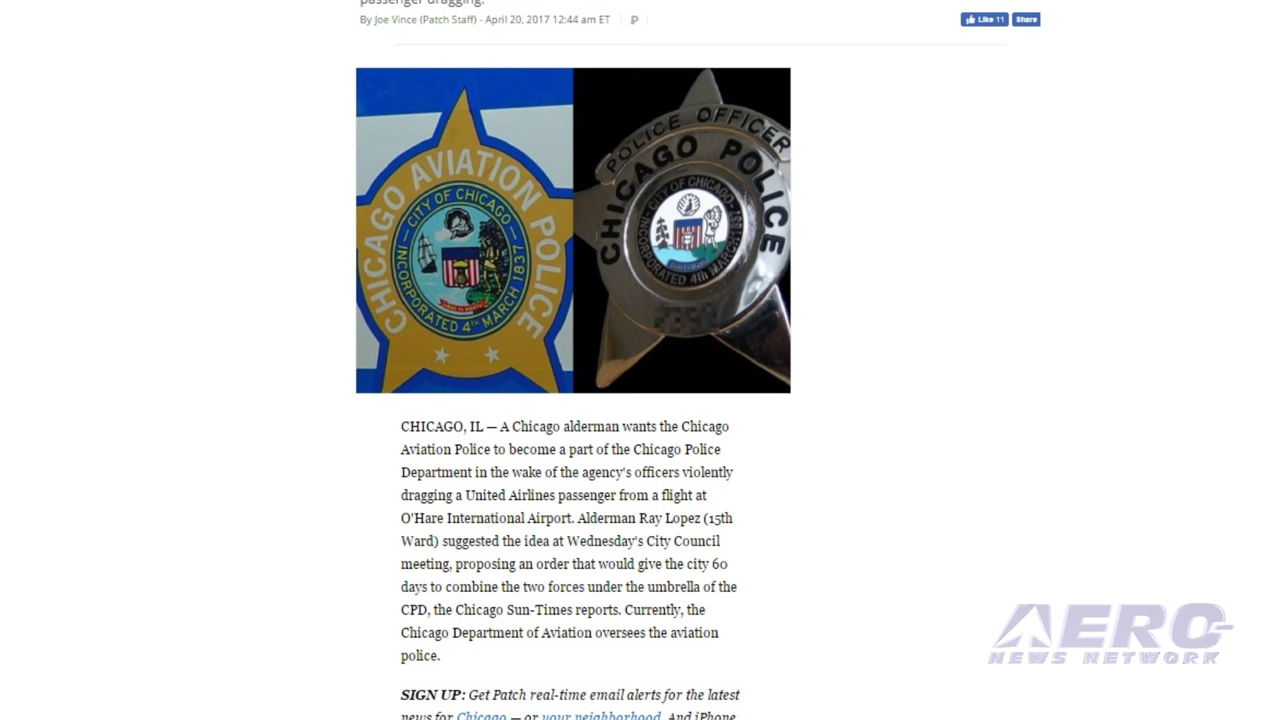 passenger dragging.
By Joe Vince (Patch Staff) - April 20, 2017 12:44 am ET
Like 11
Share
CHICAGO AVIATION POLICE
CITY OF CHICAGO
INCORPORATED 4TH MARCH 1837
POLICE OFFICER
CHICAGO POLICE
CITY OF CHICAGO
INCORPORATED 4th MARCH 1837
CHICAGO, IL — A Chicago alderman wants the Chicago
Aviation Police to become a part of the Chicago Police
Department in the wake of the agency's officers violently
dragging a United Airlines passenger from a flight at
O'Hare International Airport. Alderman Ray Lopez (15th
Ward) suggested the idea at Wednesday's City Council
meeting, proposing an order that would give the city 60
days to combine the two forces under the umbrella of the
CPD, the Chicago Sun-Times reports. Currently, the
Chicago Department of Aviation oversees the aviation
police.
SIGN UP: Get Patch real-time email alerts for the latest
news for Chicago — or your neighborhood. And iPhone
AERO
NEWS NETWORK